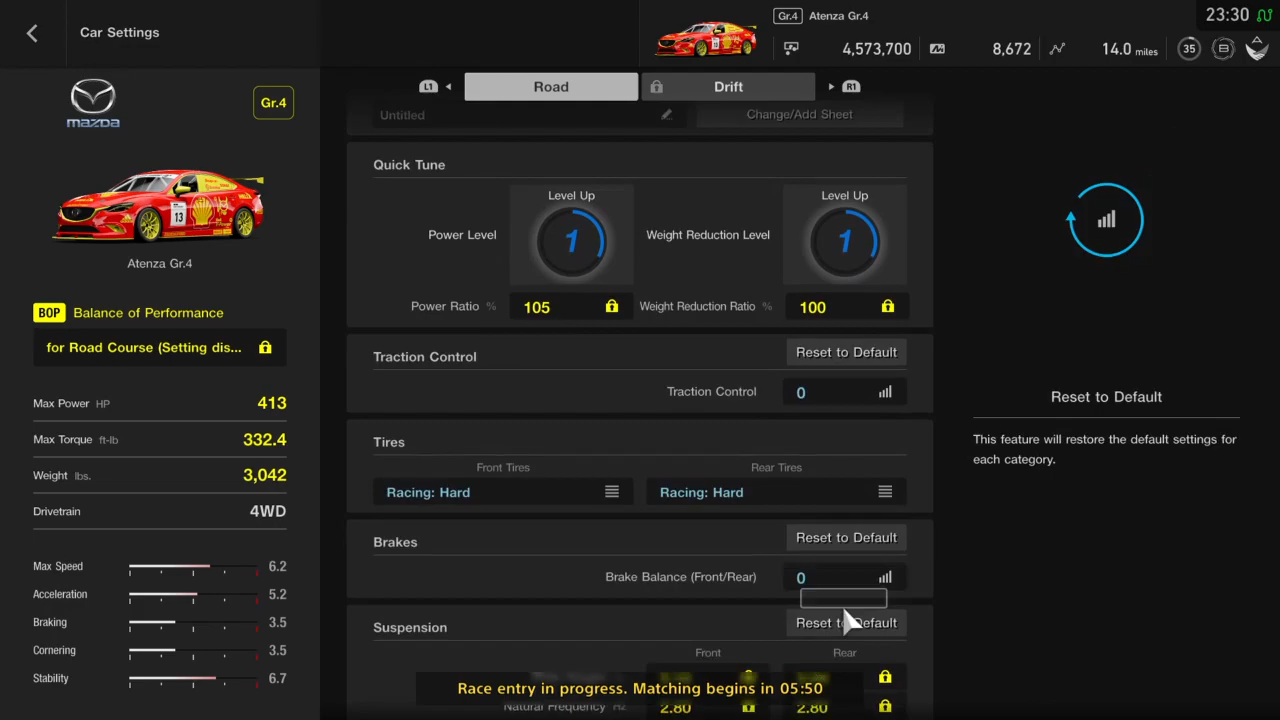 Car Settings
Gr.4 Atenza Gr.4
4,573,700 8,672 14.0 miles 35 B
23:30
L1 Road Drift R1
Untitled Change/Add Sheet
mazda
Gr.4
Atenza Gr.4
BOP Balance of Performance
for Road Course (Setting dis...
Max Power HP 413
Max Torque ft-lb 332.4
Weight lbs. 3,042
Drivetrain 4WD
Max Speed 6.2
Acceleration 5.2
Braking 3.5
Cornering 3.5
Stability 6.7
Quick Tune
Level Up Level Up
Power Level 1 Weight Reduction Level 1
Power Ratio % 105 Weight Reduction Ratio % 100
Traction Control Reset to Default
Traction Control 0
Tires
Front Tires Rear Tires
Racing: Hard Racing: Hard
Brakes Reset to Default
Brake Balance (Front/Rear) 0
Suspension Reset to Default
Front Rear
Natural Frequency Hz 2.80 2.80
Race entry in progress. Matching begins in 05:50
Reset to Default
This feature will restore the default settings for
each category.